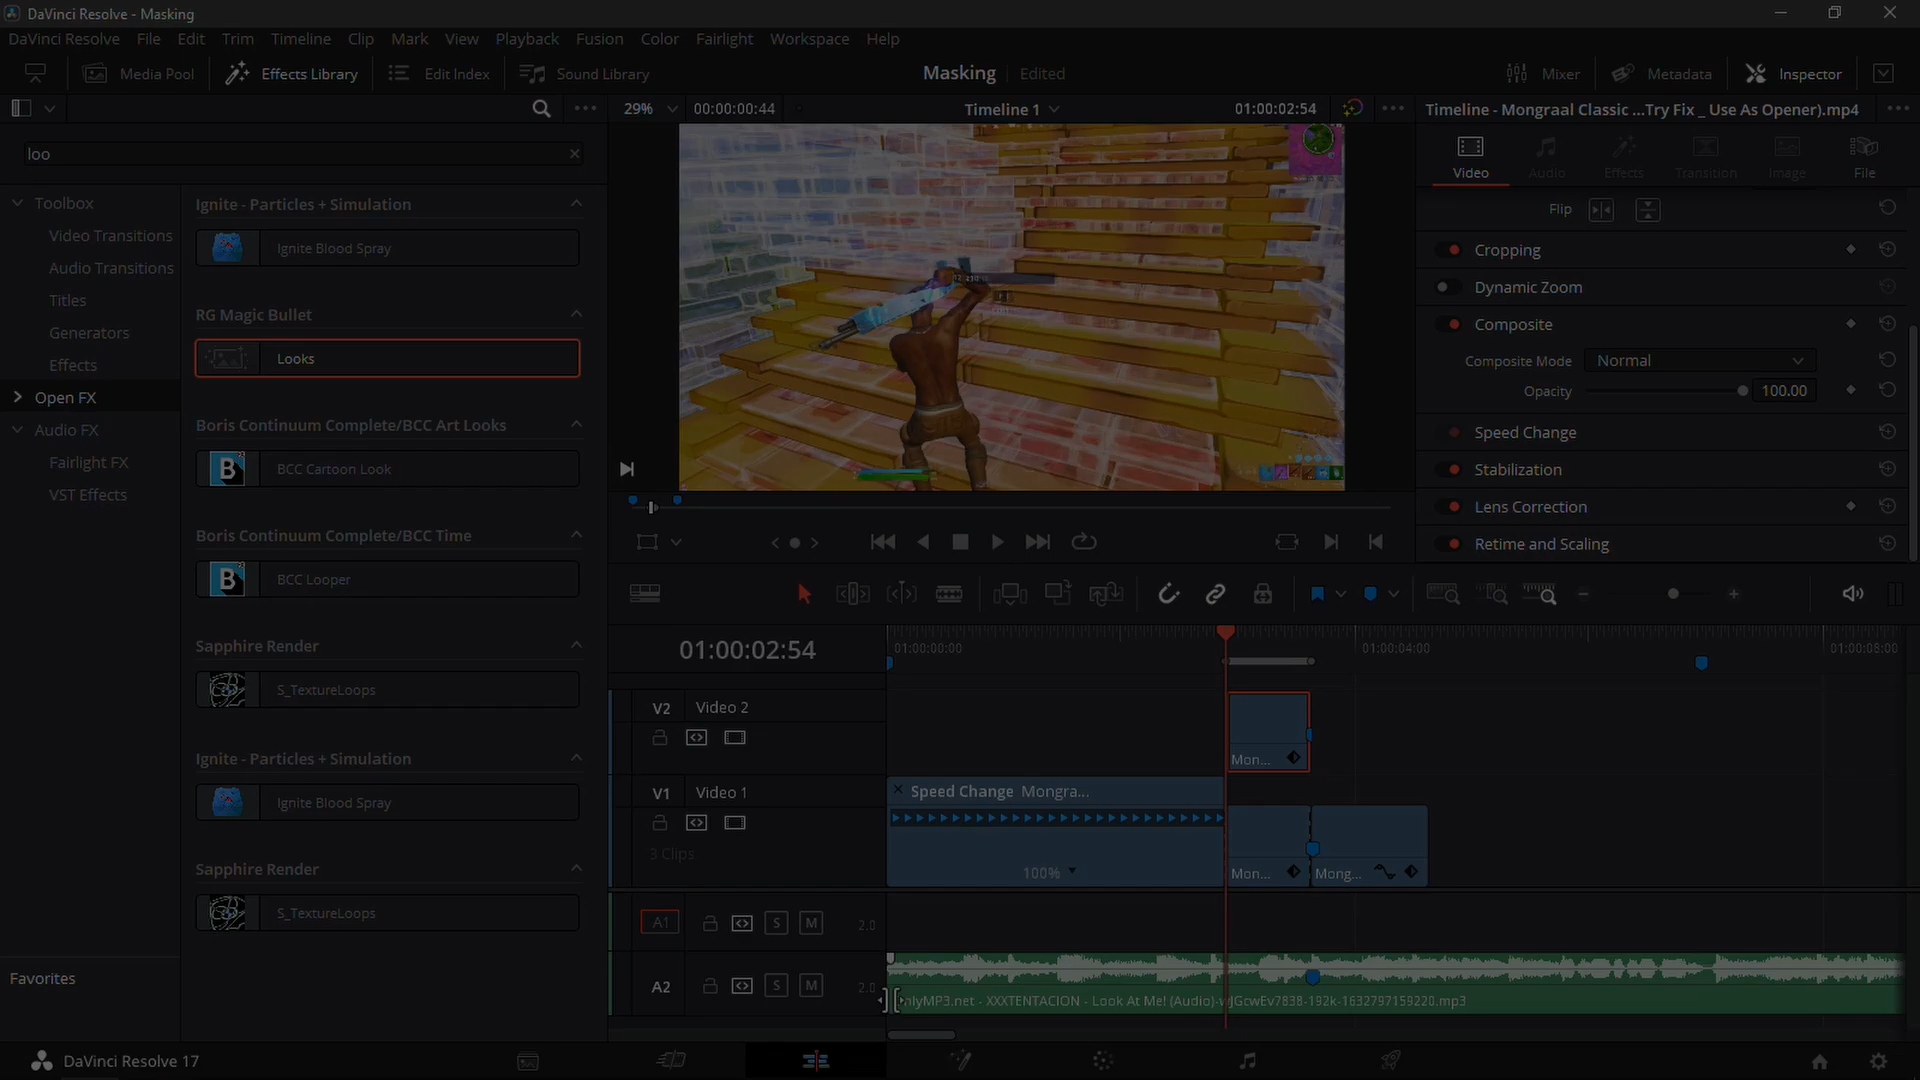 DaVinci Resolve - Masking
DaVinci Resolve File Edit Trim Timeline Clip Mark View Playback Fusion Color Fairlight Workspace Help
Media Pool Effects Library Edit Index Sound Library Masking Edited Mixer Metadata Inspector
29% 00:00:00:44 Timeline 1 01:00:02:54 Timeline - Mongraal Classic ...Try Fix _ Use As Opener).mp4
loo
Video Audio Effects Transition Image File
Toolbox
Video Transitions
Audio Transitions
Titles
Generators
Effects
Open FX
Audio FX
Fairlight FX
VST Effects
Favorites
Ignite - Particles + Simulation
Ignite Blood Spray
RG Magic Bullet
Looks
Boris Continuum Complete/BCC Art Looks
B
BCC Cartoon Look
Boris Continuum Complete/BCC Time
B
BCC Looper
Sapphire Render
S_TextureLoops
Ignite - Particles + Simulation
Ignite Blood Spray
Sapphire Render
S_TextureLoops
Flip
Cropping
Dynamic Zoom
Composite
Composite Mode Normal
Opacity 100.00
Speed Change
Stabilization
Lens Correction
Retime and Scaling
01:00:02:54 01:00:00:00 01:00:04:00 01:00:08:00
V2 Video 2
Mon...
V1 Video 1
Speed Change Mongra...
3 Clips
100% Mon... Mong...
A1 S M 2.0
A2 S M 2.0
nlyMP3.net - XXXTENTACION - Look At Me! (Audio)-wJGcwEv7838-192k-1632797159220.mp3
DaVinci Resolve 17